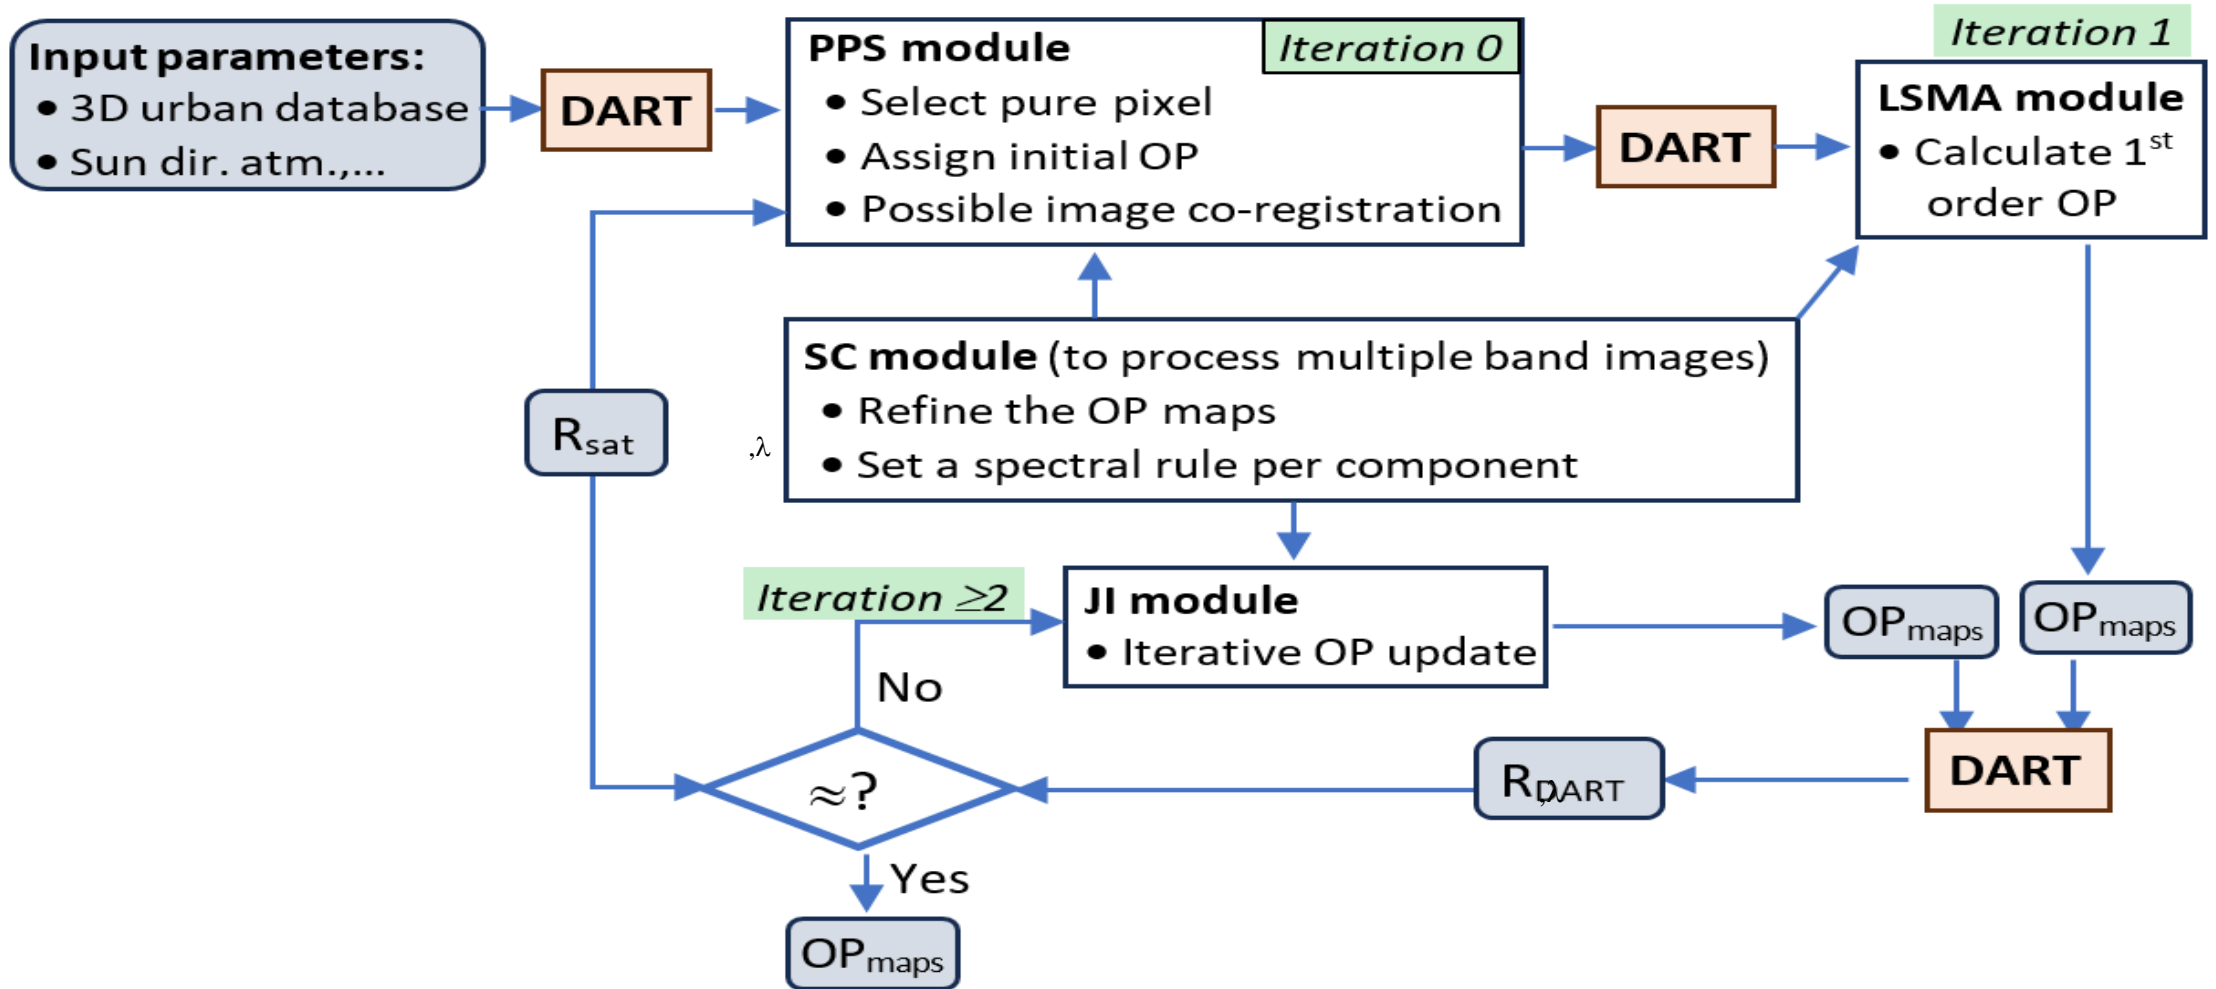 Input parameters:
• 3D urban database
• Sun dir. atm.,...
DART
PPS module
Iteration 0
• Select pure pixel
• Assign initial OP
• Possible image co-registration
DART
Iteration 1
LSMA module
• Calculate 1st
order OP
SC module (to process multiple band images)
• Refine the OP maps
• Set a spectral rule per component
Rsat
,λ
Iteration ≥2
JI module
• Iterative OP update
OPmaps
OPmaps
No
≈?
RDART
,λ
DART
Yes
OPmaps